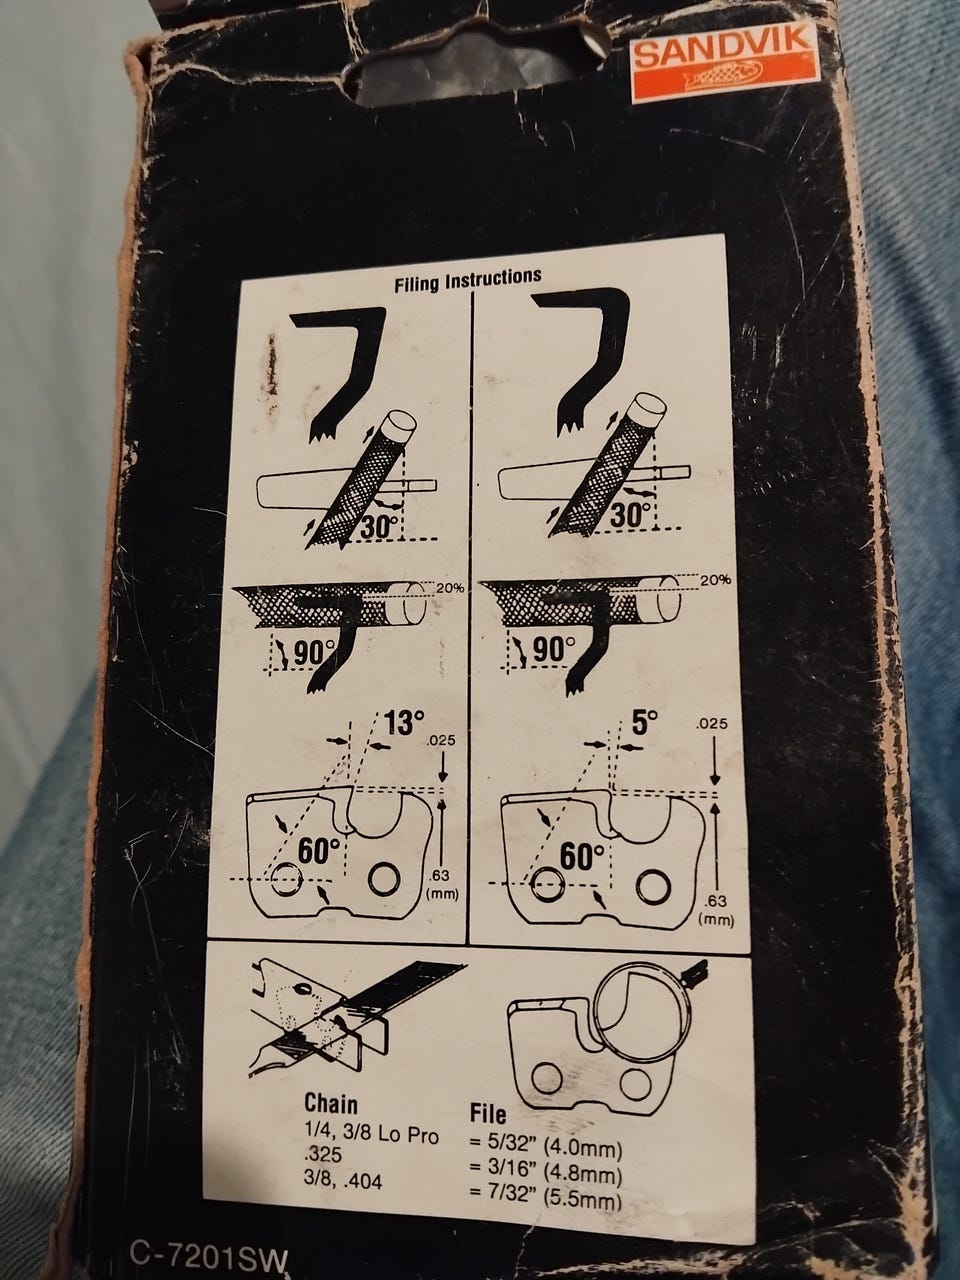 SANDVIK
Filing Instructions
30°
30°
20%
20%
90°
90°
13°
.025
5°
.025
60°
60°
.63
(mm)
.63
(mm)
Chain
File
1/4, 3/8 Lo Pro = 5/32” (4.0mm)
.325 = 3/16” (4.8mm)
3/8, .404 = 7/32” (5.5mm)
C-7201SW